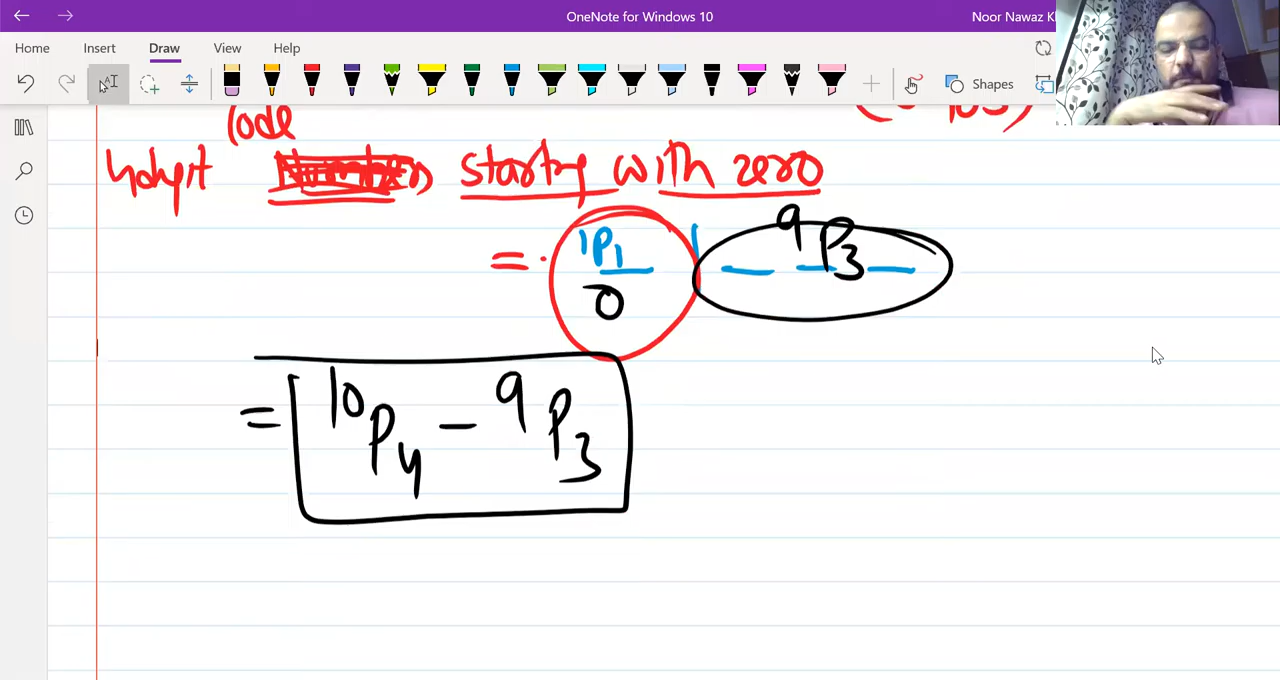 OneNote for Windows 10
Noor Nawaz
Home Insert Draw View Help
Shapes
Code
4 digit starting with zero
= ¹P₁ ⁹P₃
0
= ¹⁰P₄ - ⁹P₃